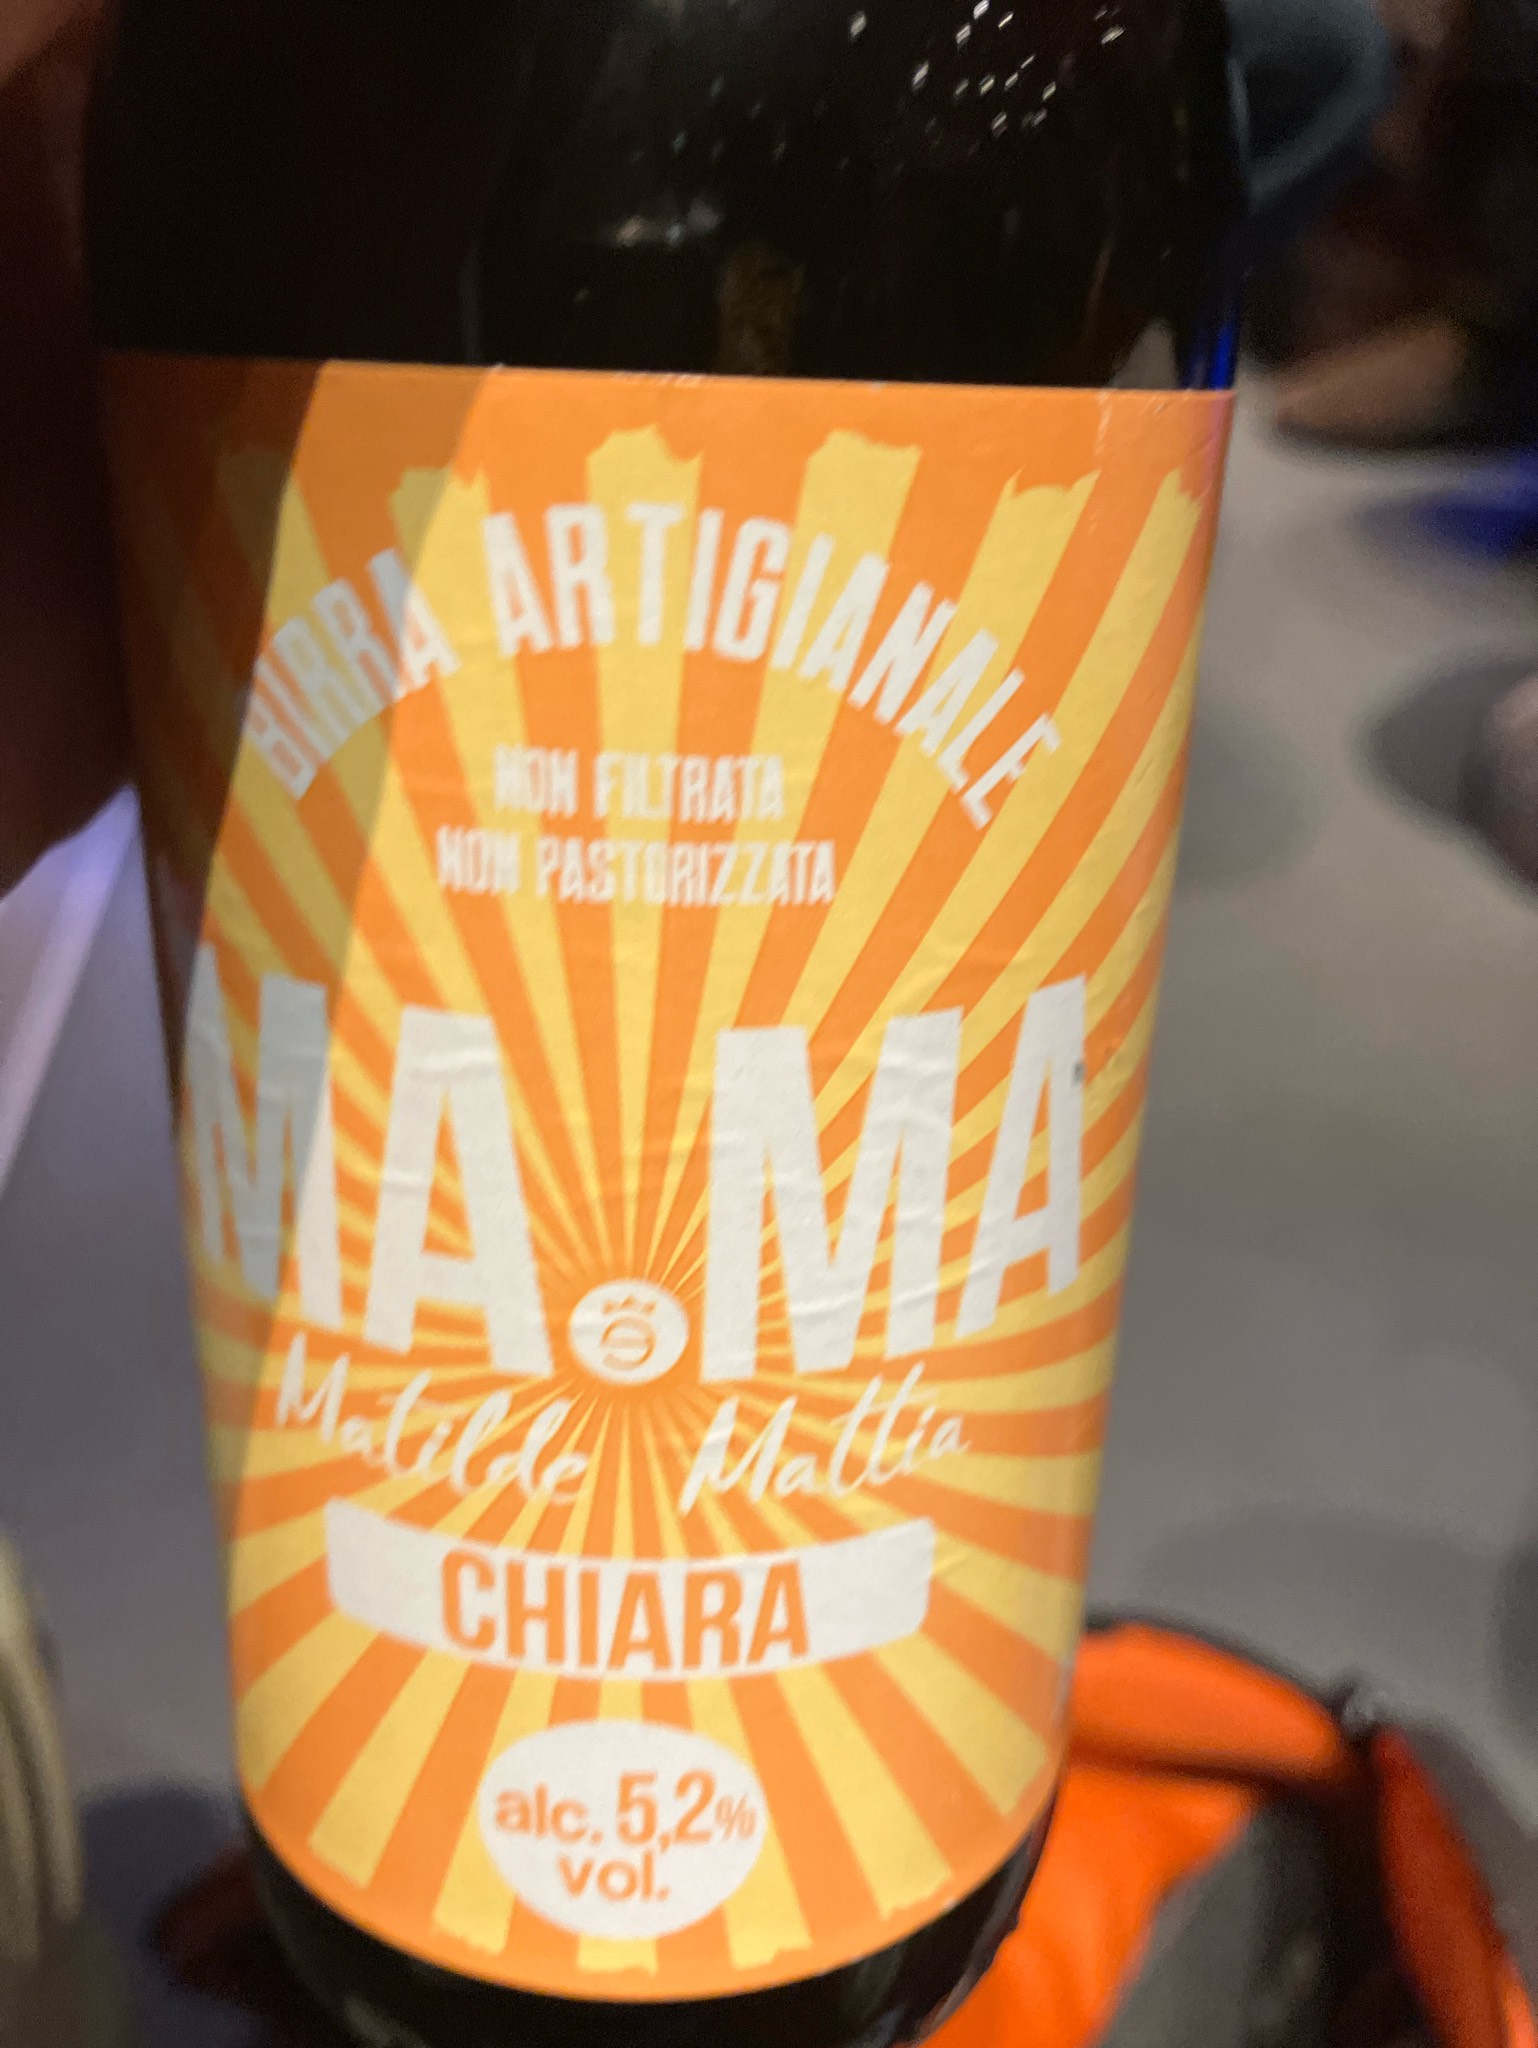 BIRRA ARTIGIANALE
NON FILTRATA
NON PASTORIZZATA
MA MA
Matilde Mattia
CHIARA
alc. 5,2%
vol.